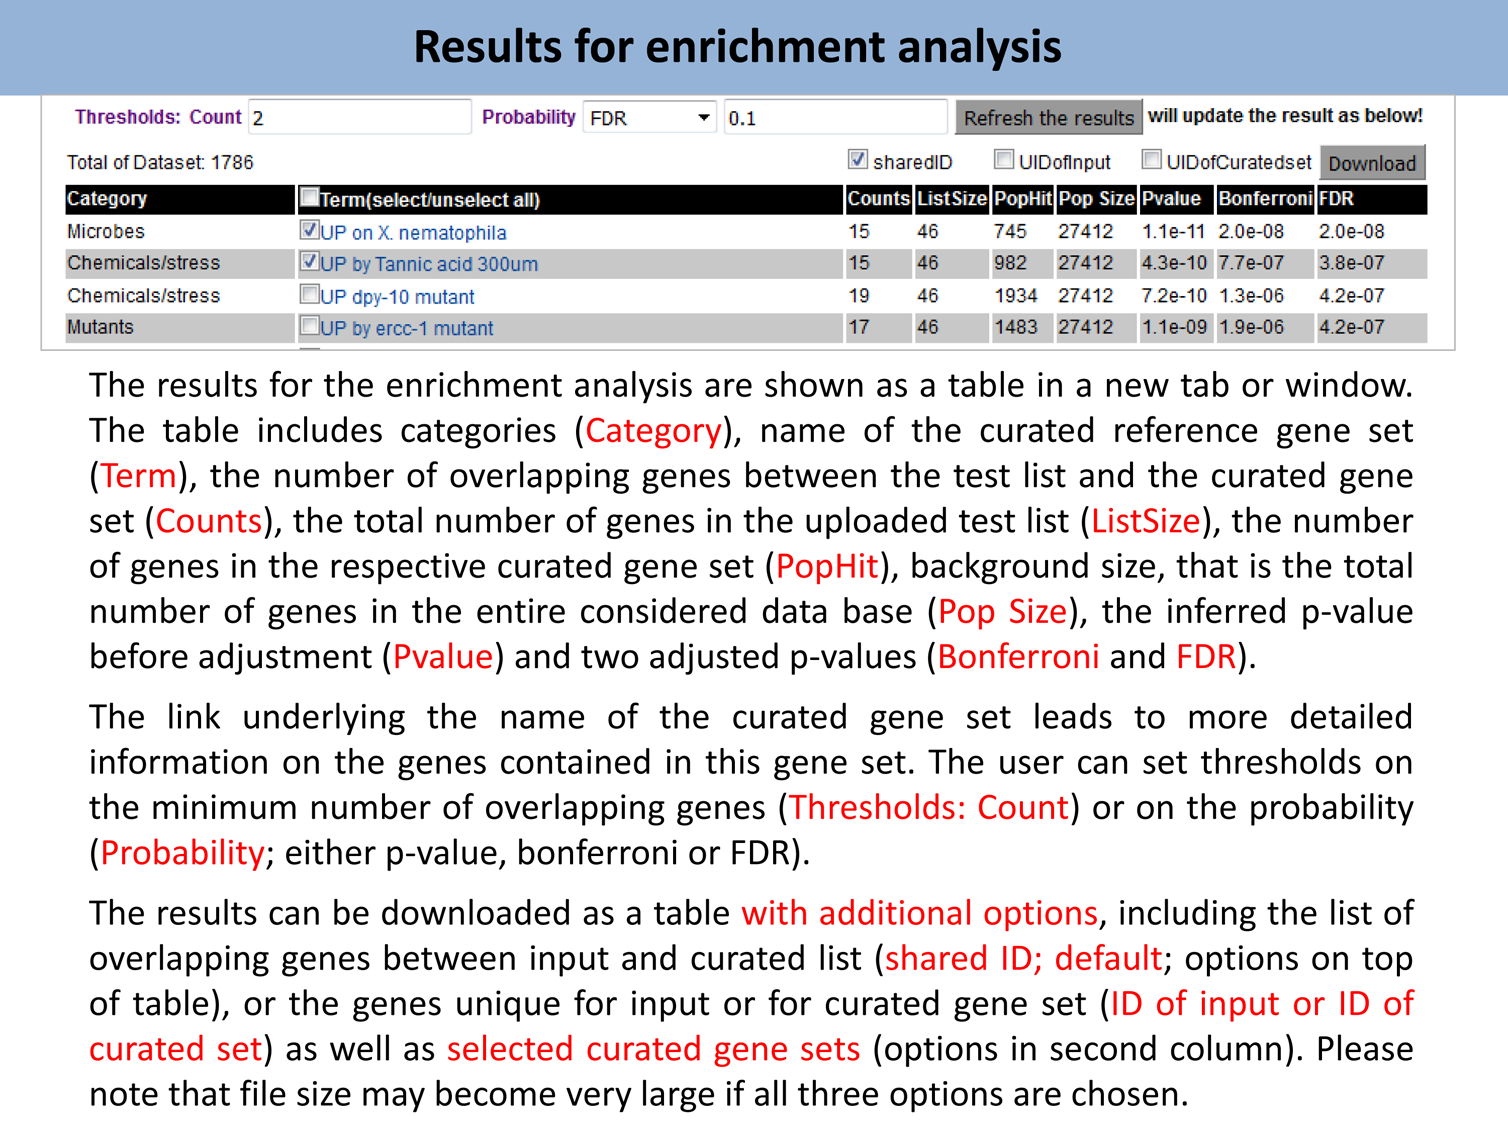 Results for enrichment analysis
Thresholds: Count 2 Probability FDR 0.1 Refresh the results will update the result as below!
Total of Dataset: 1786 sharedID UIDofInput UIDofCuratedset Download
Category Term(select/unselect all) Counts ListSize PopHit Pop Size Pvalue Bonferroni FDR
Microbes UP on X. nematophila 15 46 745 27412 1.1e-11 2.0e-08 2.0e-08
Chemicals/stress UP by Tannic acid 300um 15 46 982 27412 4.3e-10 7.7e-07 3.8e-07
Chemicals/stress UP dpy-10 mutant 19 46 1934 27412 7.2e-10 1.3e-06 4.2e-07
Mutants UP by ercc-1 mutant 17 46 1483 27412 1.1e-09 1.9e-06 4.2e-07
The results for the enrichment analysis are shown as a table in a new tab or window.
The table includes categories (Category), name of the curated reference gene set
(Term), the number of overlapping genes between the test list and the curated gene
set (Counts), the total number of genes in the uploaded test list (ListSize), the number
of genes in the respective curated gene set (PopHit), background size, that is the total
number of genes in the entire considered data base (Pop Size), the inferred p-value
before adjustment (Pvalue) and two adjusted p-values (Bonferroni and FDR).
The link underlying the name of the curated gene set leads to more detailed
information on the genes contained in this gene set. The user can set thresholds on
the minimum number of overlapping genes (Thresholds: Count) or on the probability
(Probability; either p-value, bonferroni or FDR).
The results can be downloaded as a table with additional options, including the list of
overlapping genes between input and curated list (shared ID; default; options on top
of table), or the genes unique for input or for curated gene set (ID of input or ID of
curated set) as well as selected curated gene sets (options in second column). Please
note that file size may become very large if all three options are chosen.